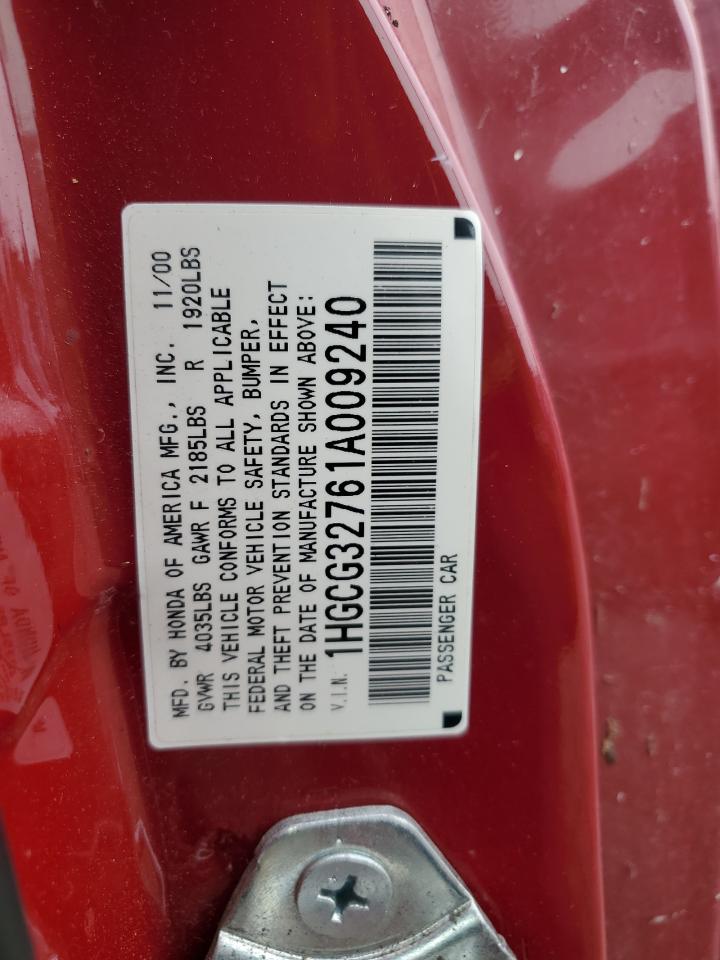 MFD. BY HONDA OF AMERICA MFG., INC. 11/00
GVWR 4035LBS GAWR F 2185LBS R 1920LBS
THIS VEHICLE CONFORMS TO ALL APPLICABLE
FEDERAL MOTOR VEHICLE SAFETY, BUMPER,
AND THEFT PREVENTION STANDARDS IN EFFECT
ON THE DATE OF MANUFACTURE SHOWN ABOVE:
V.I.N. 1HGCG32761A009240
PASSENGER CAR